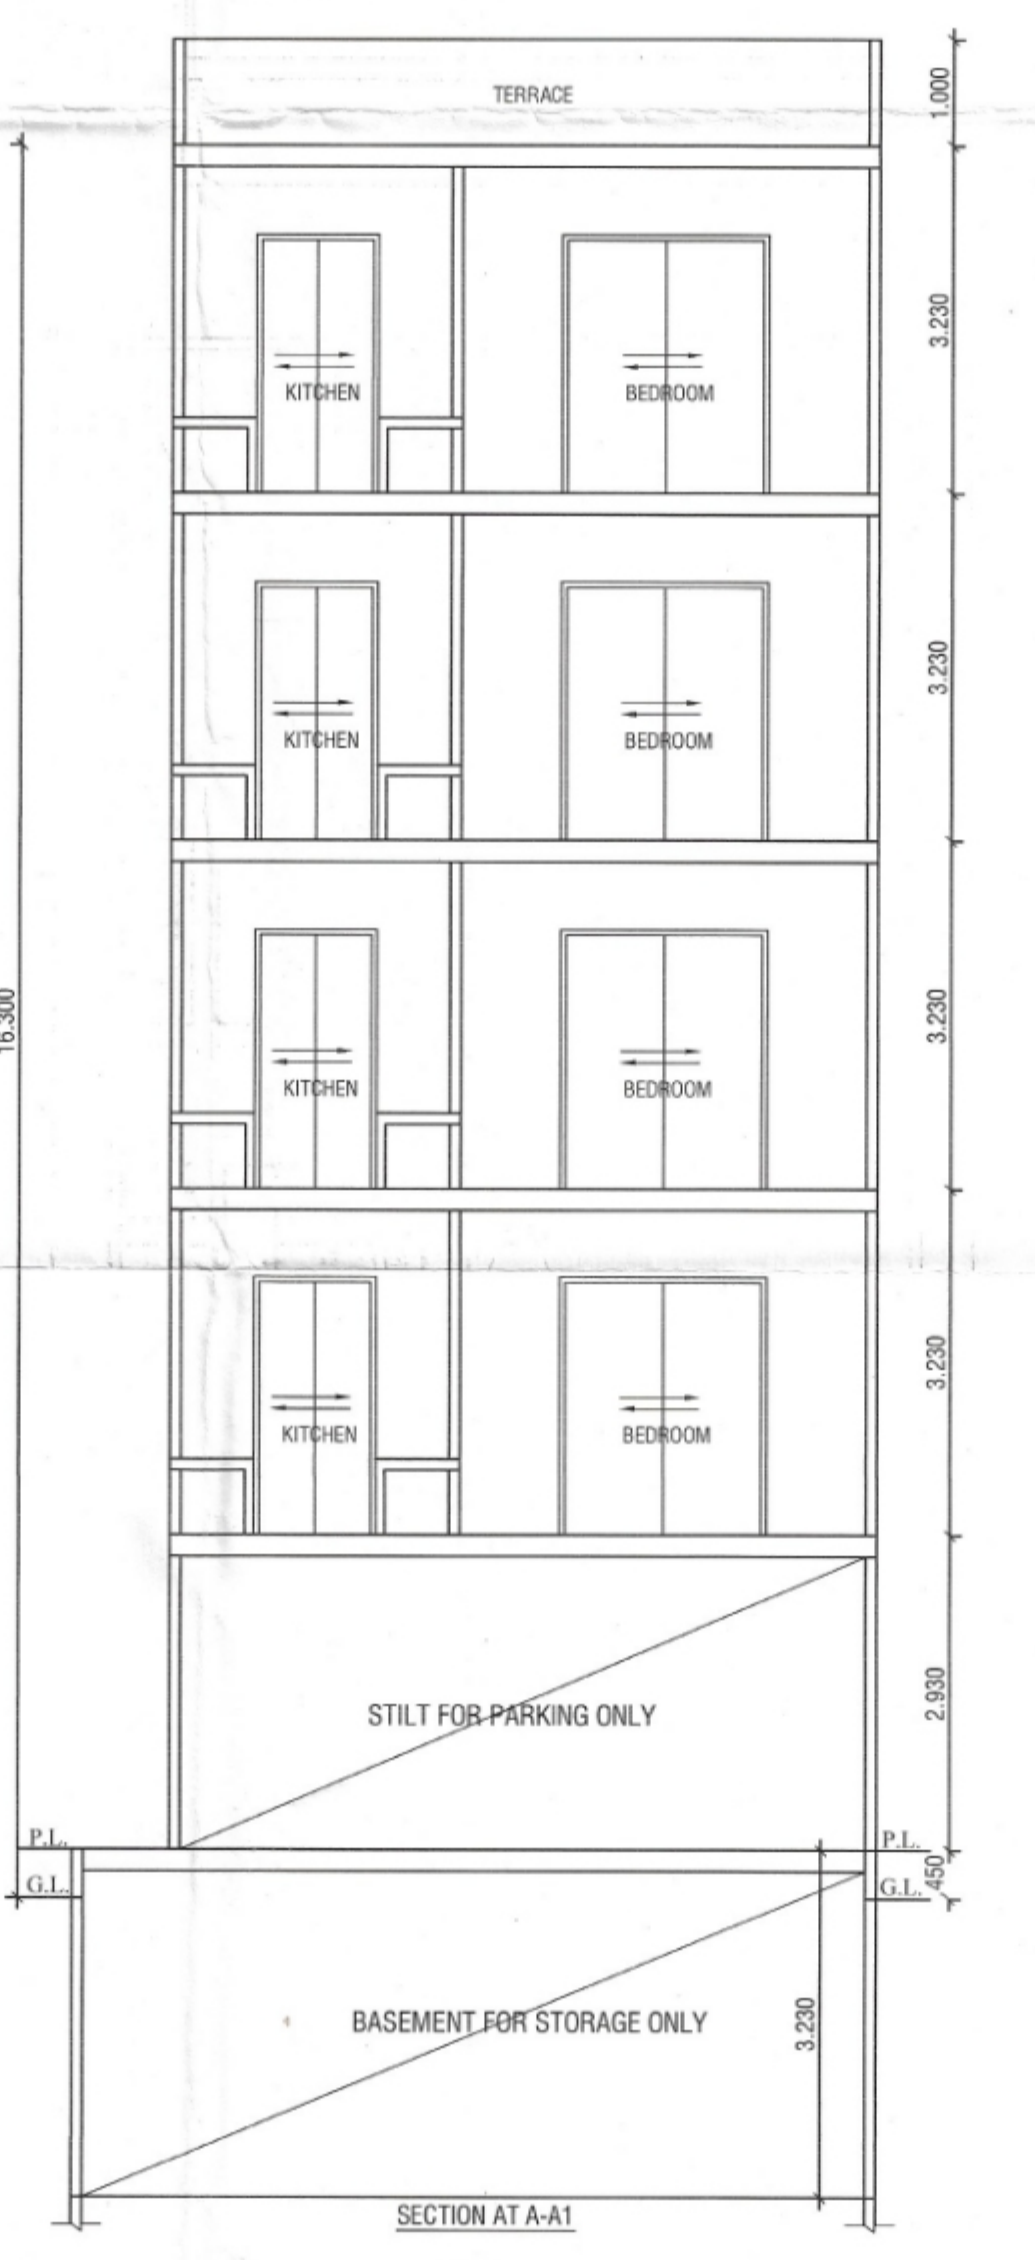 TERRACE
1.000
3.230
KITCHEN
BEDROOM
3.230
KITCHEN
BEDROOM
16.300
3.230
KITCHEN
BEDROOM
3.230
KITCHEN
BEDROOM
2.930
STILT FOR PARKING ONLY
P.L.
P.L.
450
G.L.
G.L.
BASEMENT FOR STORAGE ONLY
3.230
SECTION AT A-A1